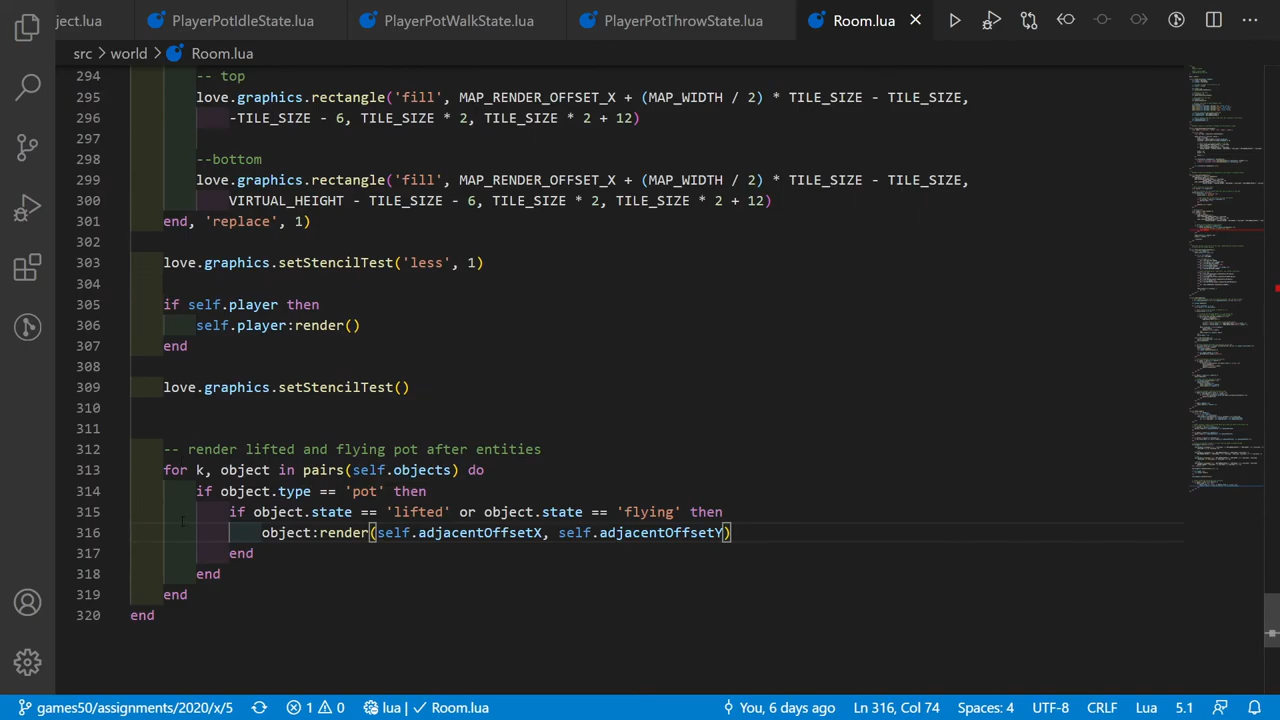 ject.lua PlayerPotIdleState.lua PlayerPotWalkState.lua PlayerPotThrowState.lua Room.lua
src > world > Room.lua
294 -- top
295 love.graphics.rectangle('fill', MAP_RENDER_OFFSET_X + (MAP_WIDTH / 2) * TILE_SIZE - TILE_SIZE,
296 -TILE_SIZE - 6, TILE_SIZE * 2, TILE_SIZE * 2 + 12)
297
298 --bottom
299 love.graphics.rectangle('fill', MAP_RENDER_OFFSET_X + (MAP_WIDTH / 2) * TILE_SIZE - TILE_SIZE,
300 VIRTUAL_HEIGHT - TILE_SIZE - 6, TILE_SIZE * 2, TILE_SIZE * 2 + 12)
301 end, 'replace', 1)
302
303 love.graphics.setStencilTest('less', 1)
304
305 if self.player then
306 self.player:render()
307 end
308
309 love.graphics.setStencilTest()
310
311
312 -- render lifted and flying pot after entities
313 for k, object in pairs(self.objects) do
314 if object.type == 'pot' then
315 if object.state == 'lifted' or object.state == 'flying' then
316 object:render(self.adjacentOffsetX, self.adjacentOffsetY)
317 end
318 end
319 end
320 end
games50/assignments/2020/x/5 1 0 lua Room.lua You, 6 days ago Ln 316, Col 74 Spaces: 4 UTF-8 CRLF Lua 5.1